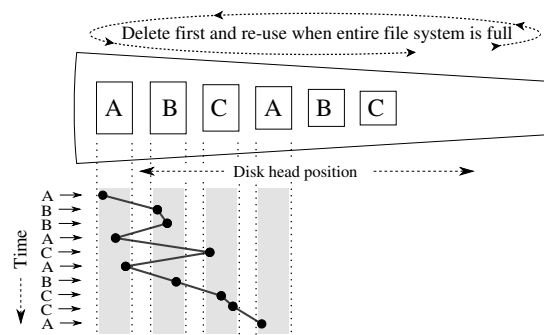 Delete first and re-use when entire file system is full
A B C A B C
Disk head position
Time
A
B
B
A
C
A
B
C
C
A